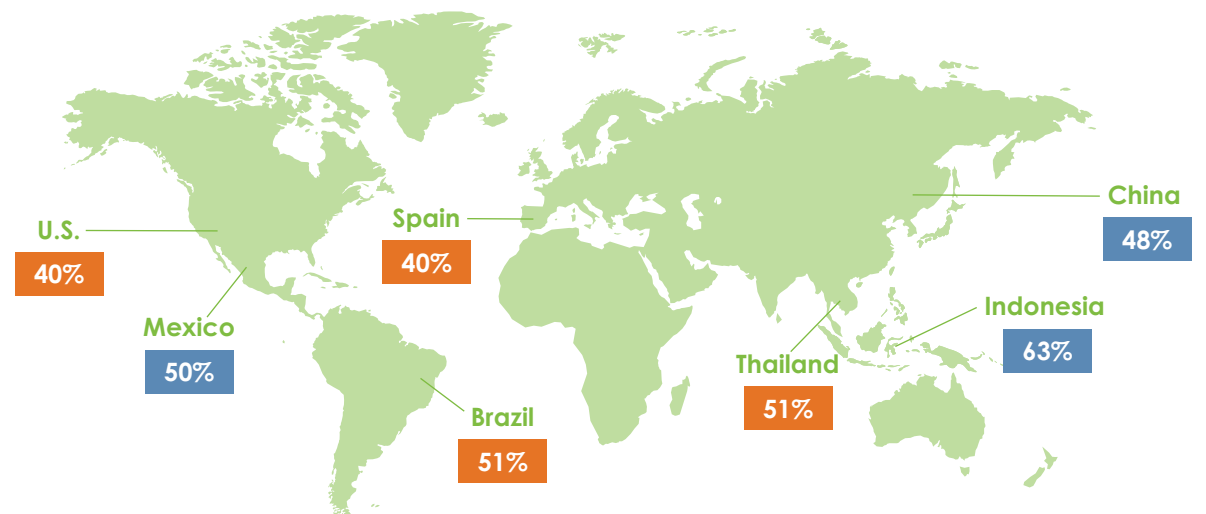 U.S.
40%
Mexico
50%
Spain
40%
Brazil
51%
Thailand
51%
Indonesia
63%
China
48%